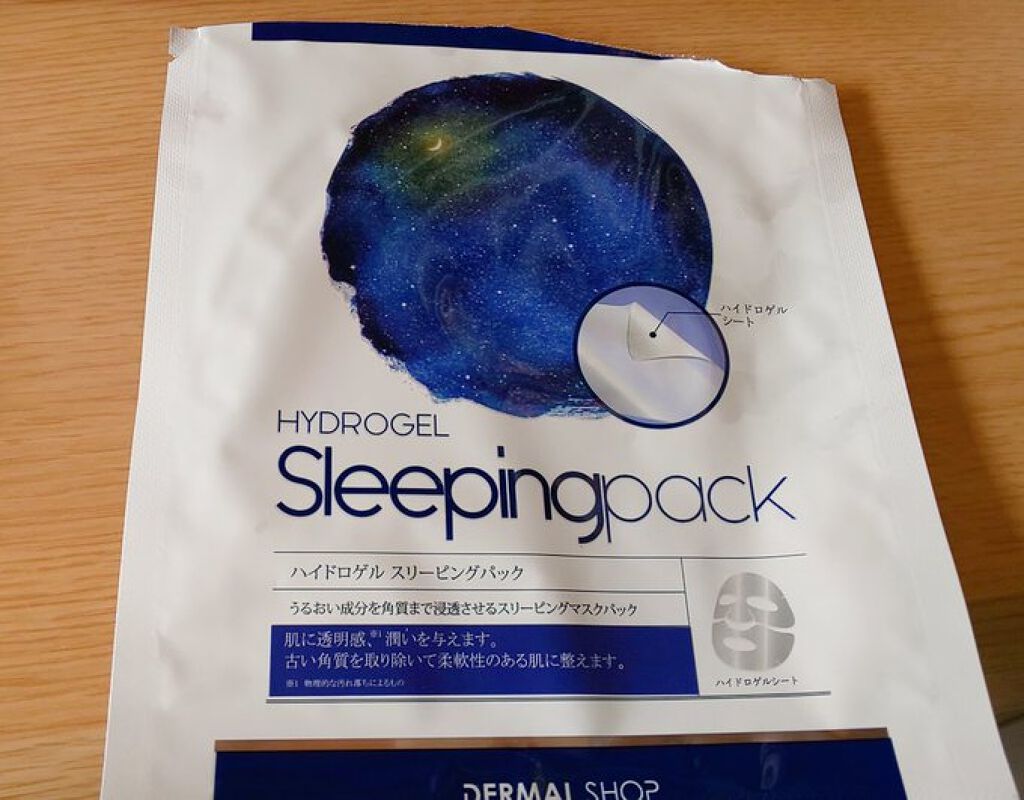 ハイドロゲル
シート
HYDROGEL
Sleepingpack
ハイドロゲル スリーピングパック
うるおい成分を角質まで浸透させるスリーピングマスクパック
肌に透明感、※1 潤いを与えます。
古い角質を取り除いて柔軟性のある肌に整えます。
※1 物理的な汚れ落ちによるもの
ハイドロゲルシート
DERMAL SHOP